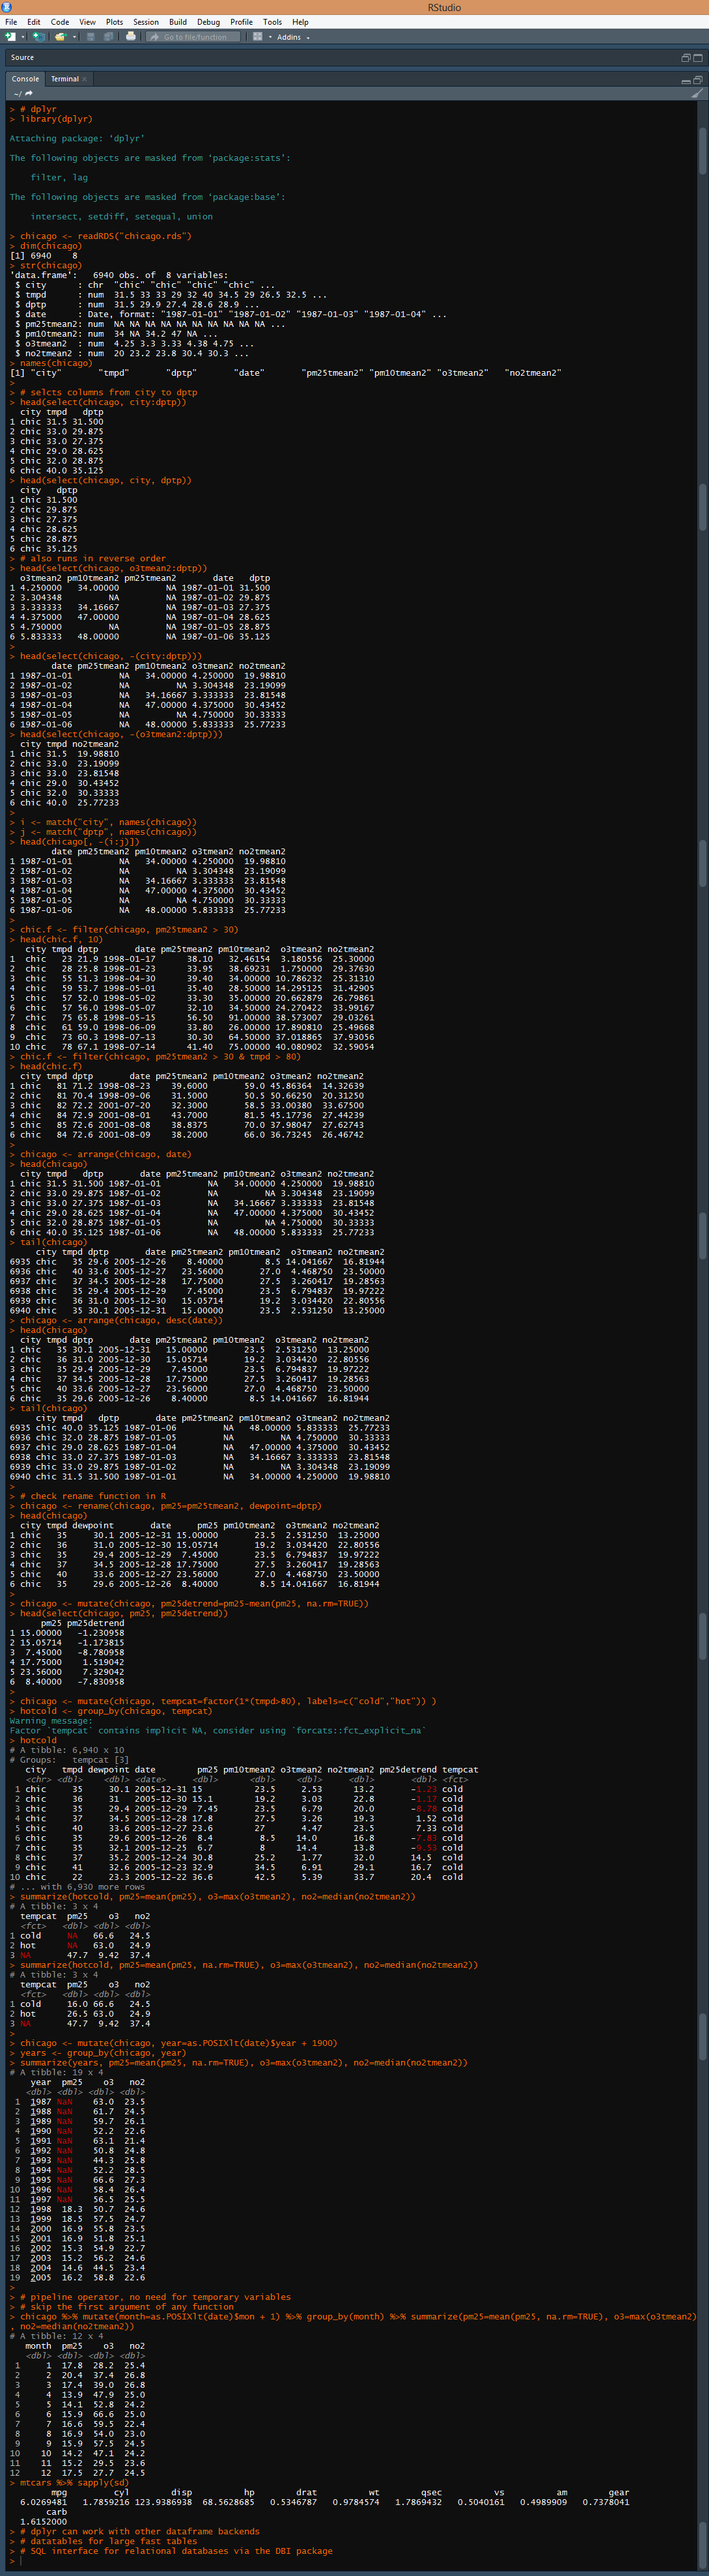 RStudio
File Edit Code View Plots Session Build Debug Profile Tools Help
Go to file/function Addins
Source
Console Terminal
~/
> # dplyr
> library(dplyr)
Attaching package: ‘dplyr’
The following objects are masked from ‘package:stats’:
filter, lag
The following objects are masked from ‘package:base’:
intersect, setdiff, setequal, union
> chicago <- readRDS("chicago.rds")
> dim(chicago)
[1] 6940 8
> str(chicago)
'data.frame': 6940 obs. of 8 variables:
$ city : chr "chic" "chic" "chic" "chic" ...
$ tmpd : num 31.5 33 33 29 32 40 34.5 29 26.5 32.5 ...
$ dptp : num 31.5 29.9 27.4 28.6 28.9 ...
$ date : Date, format: "1987-01-01" "1987-01-02" "1987-01-03" "1987-01-04" ...
$ pm25tmean2: num NA NA NA NA NA NA NA NA NA NA ...
$ pm10tmean2: num 34 NA 34.2 47 NA ...
$ o3tmean2 : num 4.25 3.3 3.33 4.38 4.75 ...
$ no2tmean2 : num 20 23.2 23.8 30.4 30.3 ...
> names(chicago)
[1] "city" "tmpd" "dptp" "date" "pm25tmean2" "pm10tmean2" "o3tmean2" "no2tmean2"
>
> # selcts columns from city to dptp
> head(select(chicago, city:dptp))
city tmpd dptp
1 chic 31.5 31.500
2 chic 33.0 29.875
3 chic 33.0 27.375
4 chic 29.0 28.625
5 chic 32.0 28.875
6 chic 40.0 35.125
> head(select(chicago, city, dptp))
city dptp
1 chic 31.500
2 chic 29.875
3 chic 27.375
4 chic 28.625
5 chic 28.875
6 chic 35.125
> # also runs in reverse order
> head(select(chicago, o3tmean2:dptp))
o3tmean2 pm10tmean2 pm25tmean2 date dptp
1 4.250000 34.00000 NA 1987-01-01 31.500
2 3.304348 NA NA 1987-01-02 29.875
3 3.333333 34.16667 NA 1987-01-03 27.375
4 4.375000 47.00000 NA 1987-01-04 28.625
5 4.750000 NA NA 1987-01-05 28.875
6 5.833333 48.00000 NA 1987-01-06 35.125
>
> head(select(chicago, -(city:dptp)))
date pm25tmean2 pm10tmean2 o3tmean2 no2tmean2
1 1987-01-01 NA 34.00000 4.250000 19.98810
2 1987-01-02 NA NA 3.304348 23.19099
3 1987-01-03 NA 34.16667 3.333333 23.81548
4 1987-01-04 NA 47.00000 4.375000 30.43452
5 1987-01-05 NA NA 4.750000 30.33333
6 1987-01-06 NA 48.00000 5.833333 25.77233
> head(select(chicago, -(o3tmean2:dptp)))
city tmpd no2tmean2
1 chic 31.5 19.98810
2 chic 33.0 23.19099
3 chic 33.0 23.81548
4 chic 29.0 30.43452
5 chic 32.0 30.33333
6 chic 40.0 25.77233
>
> i <- match("city", names(chicago))
> j <- match("dptp", names(chicago))
> head(chicago[, -(i:j)])
date pm25tmean2 pm10tmean2 o3tmean2 no2tmean2
1 1987-01-01 NA 34.00000 4.250000 19.98810
2 1987-01-02 NA NA 3.304348 23.19099
3 1987-01-03 NA 34.16667 3.333333 23.81548
4 1987-01-04 NA 47.00000 4.375000 30.43452
5 1987-01-05 NA NA 4.750000 30.33333
6 1987-01-06 NA 48.00000 5.833333 25.77233
>
> chic.f <- filter(chicago, pm25tmean2 > 30)
> head(chic.f, 10)
city tmpd dptp date pm25tmean2 pm10tmean2 o3tmean2 no2tmean2
1 chic 23 21.9 1998-01-17 38.10 32.46154 3.180556 25.30000
2 chic 28 25.8 1998-01-23 33.95 38.69231 1.750000 29.37630
3 chic 55 51.3 1998-04-30 39.40 34.00000 10.786232 25.31310
4 chic 59 53.7 1998-05-01 35.40 28.50000 14.295125 31.42905
5 chic 57 52.0 1998-05-02 33.30 35.00000 20.662879 26.79861
6 chic 57 56.0 1998-05-07 32.10 34.50000 24.270422 33.99167
7 chic 75 65.8 1998-05-15 56.50 91.00000 38.573007 29.03261
8 chic 61 59.0 1998-06-09 33.80 26.00000 17.890810 25.49668
9 chic 73 60.3 1998-07-13 30.30 64.50000 37.018865 37.93056
10 chic 78 67.1 1998-07-14 41.40 75.00000 40.080902 32.59054
> chic.f <- filter(chicago, pm25tmean2 > 30 & tmpd > 80)
> head(chic.f)
city tmpd dptp date pm25tmean2 pm10tmean2 o3tmean2 no2tmean2
1 chic 81 71.2 1998-08-23 39.6000 59.0 45.86364 14.32639
2 chic 81 70.4 1998-09-06 31.5000 50.5 50.66250 20.31250
3 chic 82 72.2 2001-07-20 32.3000 58.5 33.00380 33.67500
4 chic 84 72.9 2001-08-01 43.7000 81.5 45.17736 27.44239
5 chic 85 72.6 2001-08-08 38.8375 70.0 37.98047 27.62743
6 chic 84 72.6 2001-08-09 38.2000 66.0 36.73245 26.46742
>
> chicago <- arrange(chicago, date)
> head(chicago)
city tmpd dptp date pm25tmean2 pm10tmean2 o3tmean2 no2tmean2
1 chic 31.5 31.500 1987-01-01 NA 34.00000 4.250000 19.98810
2 chic 33.0 29.875 1987-01-02 NA NA 3.304348 23.19099
3 chic 33.0 27.375 1987-01-03 NA 34.16667 3.333333 23.81548
4 chic 29.0 28.625 1987-01-04 NA 47.00000 4.375000 30.43452
5 chic 32.0 28.875 1987-01-05 NA NA 4.750000 30.33333
6 chic 40.0 35.125 1987-01-06 NA 48.00000 5.833333 25.77233
> tail(chicago)
city tmpd dptp date pm25tmean2 pm10tmean2 o3tmean2 no2tmean2
6935 chic 35 29.6 2005-12-26 8.40000 8.5 14.041667 16.81944
6936 chic 40 33.6 2005-12-27 23.56000 27.0 4.468750 23.50000
6937 chic 37 34.5 2005-12-28 17.75000 27.5 3.260417 19.28563
6938 chic 35 29.4 2005-12-29 7.45000 23.5 6.794837 19.97222
6939 chic 36 31.0 2005-12-30 15.05714 19.2 3.034420 22.80556
6940 chic 35 30.1 2005-12-31 15.00000 23.5 2.531250 13.25000
> chicago <- arrange(chicago, desc(date))
> head(chicago)
city tmpd dptp date pm25tmean2 pm10tmean2 o3tmean2 no2tmean2
1 chic 35 30.1 2005-12-31 15.00000 23.5 2.531250 13.25000
2 chic 36 31.0 2005-12-30 15.05714 19.2 3.034420 22.80556
3 chic 35 29.4 2005-12-29 7.45000 23.5 6.794837 19.97222
4 chic 37 34.5 2005-12-28 17.75000 27.5 3.260417 19.28563
5 chic 40 33.6 2005-12-27 23.56000 27.0 4.468750 23.50000
6 chic 35 29.6 2005-12-26 8.40000 8.5 14.041667 16.81944
> tail(chicago)
city tmpd dptp date pm25tmean2 pm10tmean2 o3tmean2 no2tmean2
6935 chic 40.0 35.125 1987-01-06 NA 48.00000 5.833333 25.77233
6936 chic 32.0 28.875 1987-01-05 NA NA 4.750000 30.33333
6937 chic 29.0 28.625 1987-01-04 NA 47.00000 4.375000 30.43452
6938 chic 33.0 27.375 1987-01-03 NA 34.16667 3.333333 23.81548
6939 chic 33.0 29.875 1987-01-02 NA NA 3.304348 23.19099
6940 chic 31.5 31.500 1987-01-01 NA 34.00000 4.250000 19.98810
>
> # check rename function in R
> chicago <- rename(chicago, pm25=pm25tmean2, dewpoint=dptp)
> head(chicago)
city tmpd dewpoint date pm25 pm10tmean2 o3tmean2 no2tmean2
1 chic 35 30.1 2005-12-31 15.00000 23.5 2.531250 13.25000
2 chic 36 31.0 2005-12-30 15.05714 19.2 3.034420 22.80556
3 chic 35 29.4 2005-12-29 7.45000 23.5 6.794837 19.97222
4 chic 37 34.5 2005-12-28 17.75000 27.5 3.260417 19.28563
5 chic 40 33.6 2005-12-27 23.56000 27.0 4.468750 23.50000
6 chic 35 29.6 2005-12-26 8.40000 8.5 14.041667 16.81944
>
> chicago <- mutate(chicago, pm25detrend=pm25-mean(pm25, na.rm=TRUE))
> head(select(chicago, pm25, pm25detrend))
pm25 pm25detrend
1 15.00000 -1.230958
2 15.05714 -1.173815
3 7.45000 -8.780958
4 17.75000 1.519042
5 23.56000 7.329042
6 8.40000 -7.830958
>
> chicago <- mutate(chicago, tempcat=factor(1*(tmpd>80), labels=c("cold","hot")) )
> hotcold <- group_by(chicago, tempcat)
Warning message:
Factor `tempcat` contains implicit NA, consider using `forcats::fct_explicit_na`
> hotcold
# A tibble: 6,940 x 10
# Groups: tempcat [3]
city tmpd dewpoint date pm25 pm10tmean2 o3tmean2 no2tmean2 pm25detrend tempcat
<chr> <dbl> <dbl> <date> <dbl> <dbl> <dbl> <dbl> <dbl> <fct>
1 chic 35 30.1 2005-12-31 15 23.5 2.53 13.2 -1.23 cold
2 chic 36 31 2005-12-30 15.1 19.2 3.03 22.8 -1.17 cold
3 chic 35 29.4 2005-12-29 7.45 23.5 6.79 20.0 -8.78 cold
4 chic 37 34.5 2005-12-28 17.8 27.5 3.26 19.3 1.52 cold
5 chic 40 33.6 2005-12-27 23.6 27 4.47 23.5 7.33 cold
6 chic 35 29.6 2005-12-26 8.4 8.5 14.0 16.8 -7.83 cold
7 chic 35 32.1 2005-12-25 6.7 8 14.4 13.8 -9.53 cold
8 chic 37 35.2 2005-12-24 30.8 25.2 1.77 32.0 14.5 cold
9 chic 41 32.6 2005-12-23 32.9 34.5 6.91 29.1 16.7 cold
10 chic 22 23.3 2005-12-22 36.6 42.5 5.39 33.7 20.4 cold
# ... with 6,930 more rows
> summarize(hotcold, pm25=mean(pm25), o3=max(o3tmean2), no2=median(no2tmean2))
# A tibble: 3 x 4
tempcat pm25 o3 no2
<fct> <dbl> <dbl> <dbl>
1 cold NA 66.6 24.5
2 hot NA 63.0 24.9
3 NA 47.7 9.42 37.4
> summarize(hotcold, pm25=mean(pm25, na.rm=TRUE), o3=max(o3tmean2), no2=median(no2tmean2))
# A tibble: 3 x 4
tempcat pm25 o3 no2
<fct> <dbl> <dbl> <dbl>
1 cold 16.0 66.6 24.5
2 hot 26.5 63.0 24.9
3 NA 47.7 9.42 37.4
>
> chicago <- mutate(chicago, year=as.POSIXlt(date)$year + 1900)
> years <- group_by(chicago, year)
> summarize(years, pm25=mean(pm25, na.rm=TRUE), o3=max(o3tmean2), no2=median(no2tmean2))
# A tibble: 19 x 4
year pm25 o3 no2
<dbl> <dbl> <dbl> <dbl>
1 1987 NaN 63.0 23.5
2 1988 NaN 61.7 24.5
3 1989 NaN 59.7 26.1
4 1990 NaN 52.2 22.6
5 1991 NaN 63.1 21.4
6 1992 NaN 50.8 24.8
7 1993 NaN 44.3 25.8
8 1994 NaN 52.2 28.5
9 1995 NaN 66.6 27.3
10 1996 NaN 58.4 26.4
11 1997 NaN 56.5 25.5
12 1998 18.3 50.7 24.6
13 1999 18.5 57.5 24.7
14 2000 16.9 55.8 23.5
15 2001 16.9 51.8 25.1
16 2002 15.3 54.9 22.7
17 2003 15.2 56.2 24.6
18 2004 14.6 44.5 23.4
19 2005 16.2 58.8 22.6
>
> # pipeline operator, no need for temporary variables
> # skip the first argument of any function
> chicago %>% mutate(month=as.POSIXlt(date)$mon + 1) %>% group_by(month) %>% summarize(pm25=mean(pm25, na.rm=TRUE), o3=max(o3tmean2)
, no2=median(no2tmean2))
# A tibble: 12 x 4
month pm25 o3 no2
<dbl> <dbl> <dbl> <dbl>
1 1 17.8 28.2 25.4
2 2 20.4 37.4 26.8
3 3 17.4 39.0 26.8
4 4 13.9 47.9 25.0
5 5 14.1 52.8 24.2
6 6 15.9 66.6 25.0
7 7 16.6 59.5 22.4
8 8 16.9 54.0 23.0
9 9 15.9 57.5 24.5
10 10 14.2 47.1 24.2
11 11 15.2 29.5 23.6
12 12 17.5 27.7 24.5
> mtcars %>% sapply(sd)
mpg cyl disp hp drat wt qsec vs am gear
6.0269481 1.7859216 123.9386938 68.5628685 0.5346787 0.9784574 1.7869432 0.5040161 0.4989909 0.7378041
carb
1.6152000
> # dplyr can work with other dataframe backends
> # datatables for large fast tables
> # SQL interface for relational databases via the DBI package
>